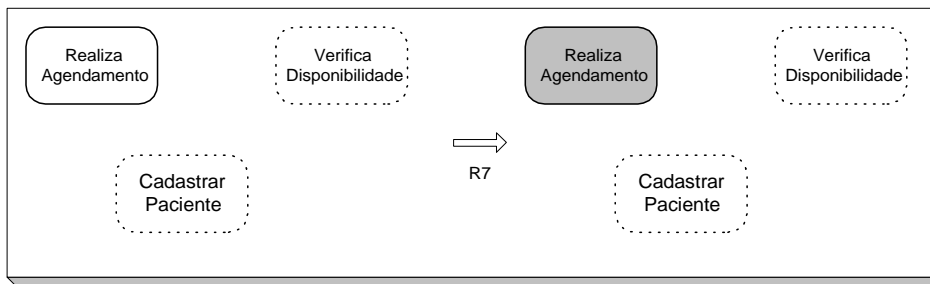 Realiza
Agendamento
Verifica
Disponibilidade
Cadastrar
Paciente
R7
Realiza
Agendamento
Verifica
Disponibilidade
Cadastrar
Paciente